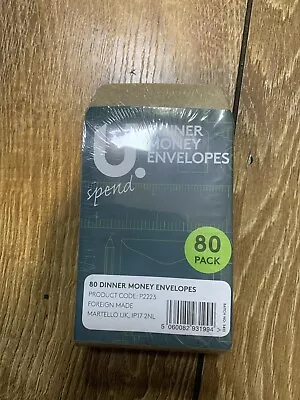 DINNER
MONEY
ENVELOPES
spend
80
PACK
80 DINNER MONEY ENVELOPES
PRODUCT CODE: P2223
FOREIGN MADE
MARTELLO UK, IP17 2NL
5 060082 931994